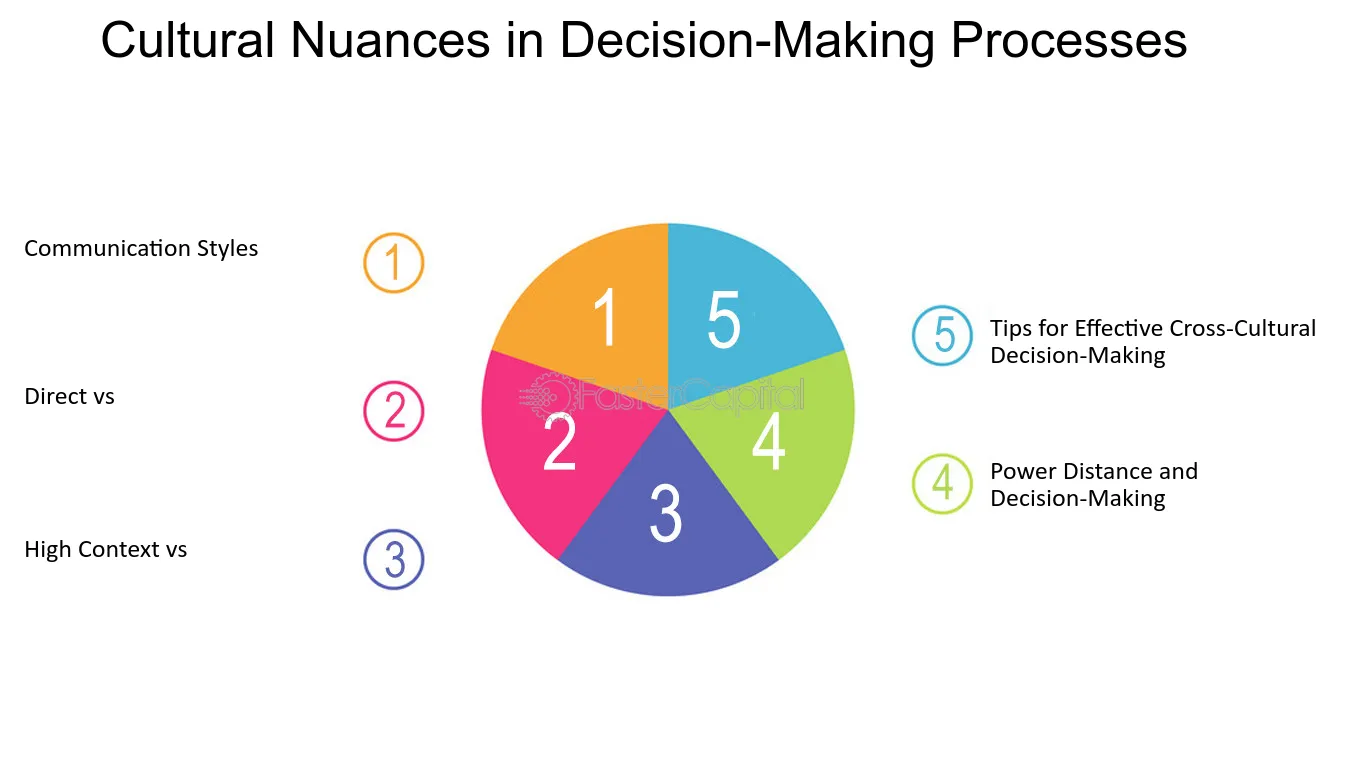 Cultural Nuances in Decision-Making Processes
Communication Styles
1
Direct vs
2
High Context vs
3
1
5
2
4
3
FasterCapital
5
Tips for Effective Cross-Cultural
Decision-Making
4
Power Distance and
Decision-Making